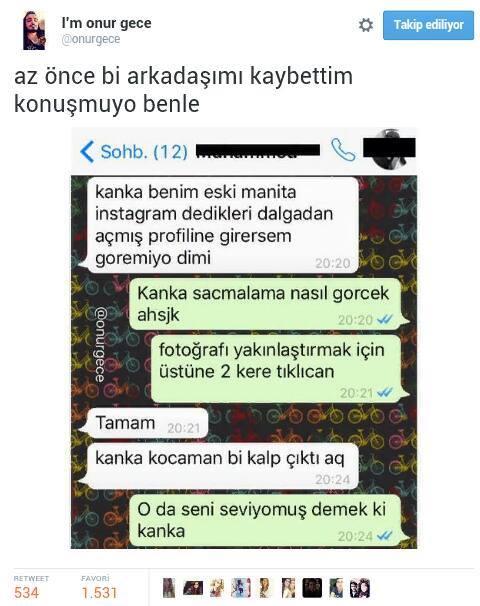 I'm onur gece
@onurgece
Takip ediliyor
az önce bi arkadaşımı kaybettim
konuşmuyo benle
Sohb. (12)
kanka benim eski manita
instagram dedikleri dalgadan
açmış profiline girersem
goremiyo dimi
20:20
Kanka sacmalama nasıl gorcek
ahsjk
20:20
fotoğrafı yakınlaştırmak için
üstüne 2 kere tıklıcan
20:21
@onurgece
Tamam 20:21
kanka kocaman bi kalp çıktı aq
20:24
O da seni seviyomuş demek ki
kanka
20:24
RETWEET FAVORİ
534 1.531